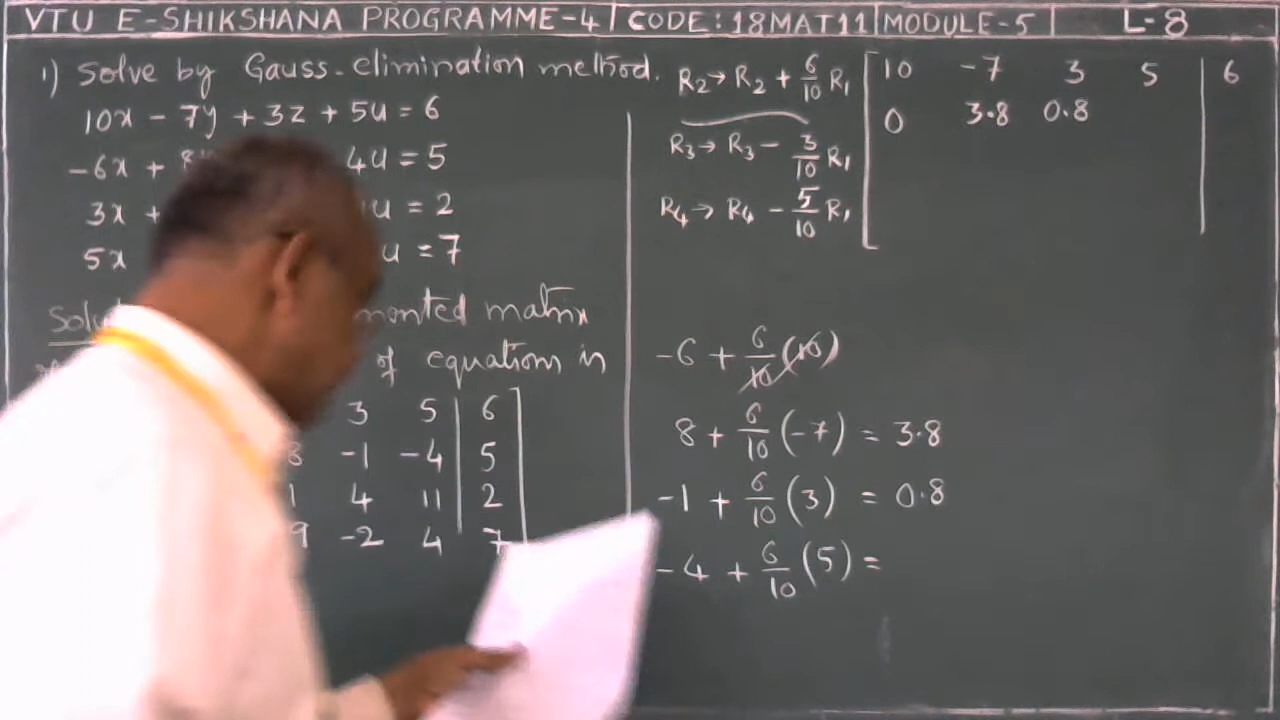 VTU E-SHIKSHANA PROGRAMME-4 CODE:18MAT11 MODULE-5 L-8
1) Solve by Gauss-elimination method.
10x - 7y + 3z + 5u = 6
-6x + 4u = 5
3x + u = 2
5x u = 7
matrix
of equations in
3 5 6
8 -1 -4 5
1 4 11 2
9 -2 4 7
R2→R2 + 6/10 R1
R3→R3 - 3/10 R1
R4→R4 - 5/10 R1
10 -7 3 5 6
0 3.8 0.8
-6 + 6/10 (10)
8 + 6/10 (-7) = 3.8
-1 + 6/10 (3) = 0.8
-4 + 6/10 (5) =